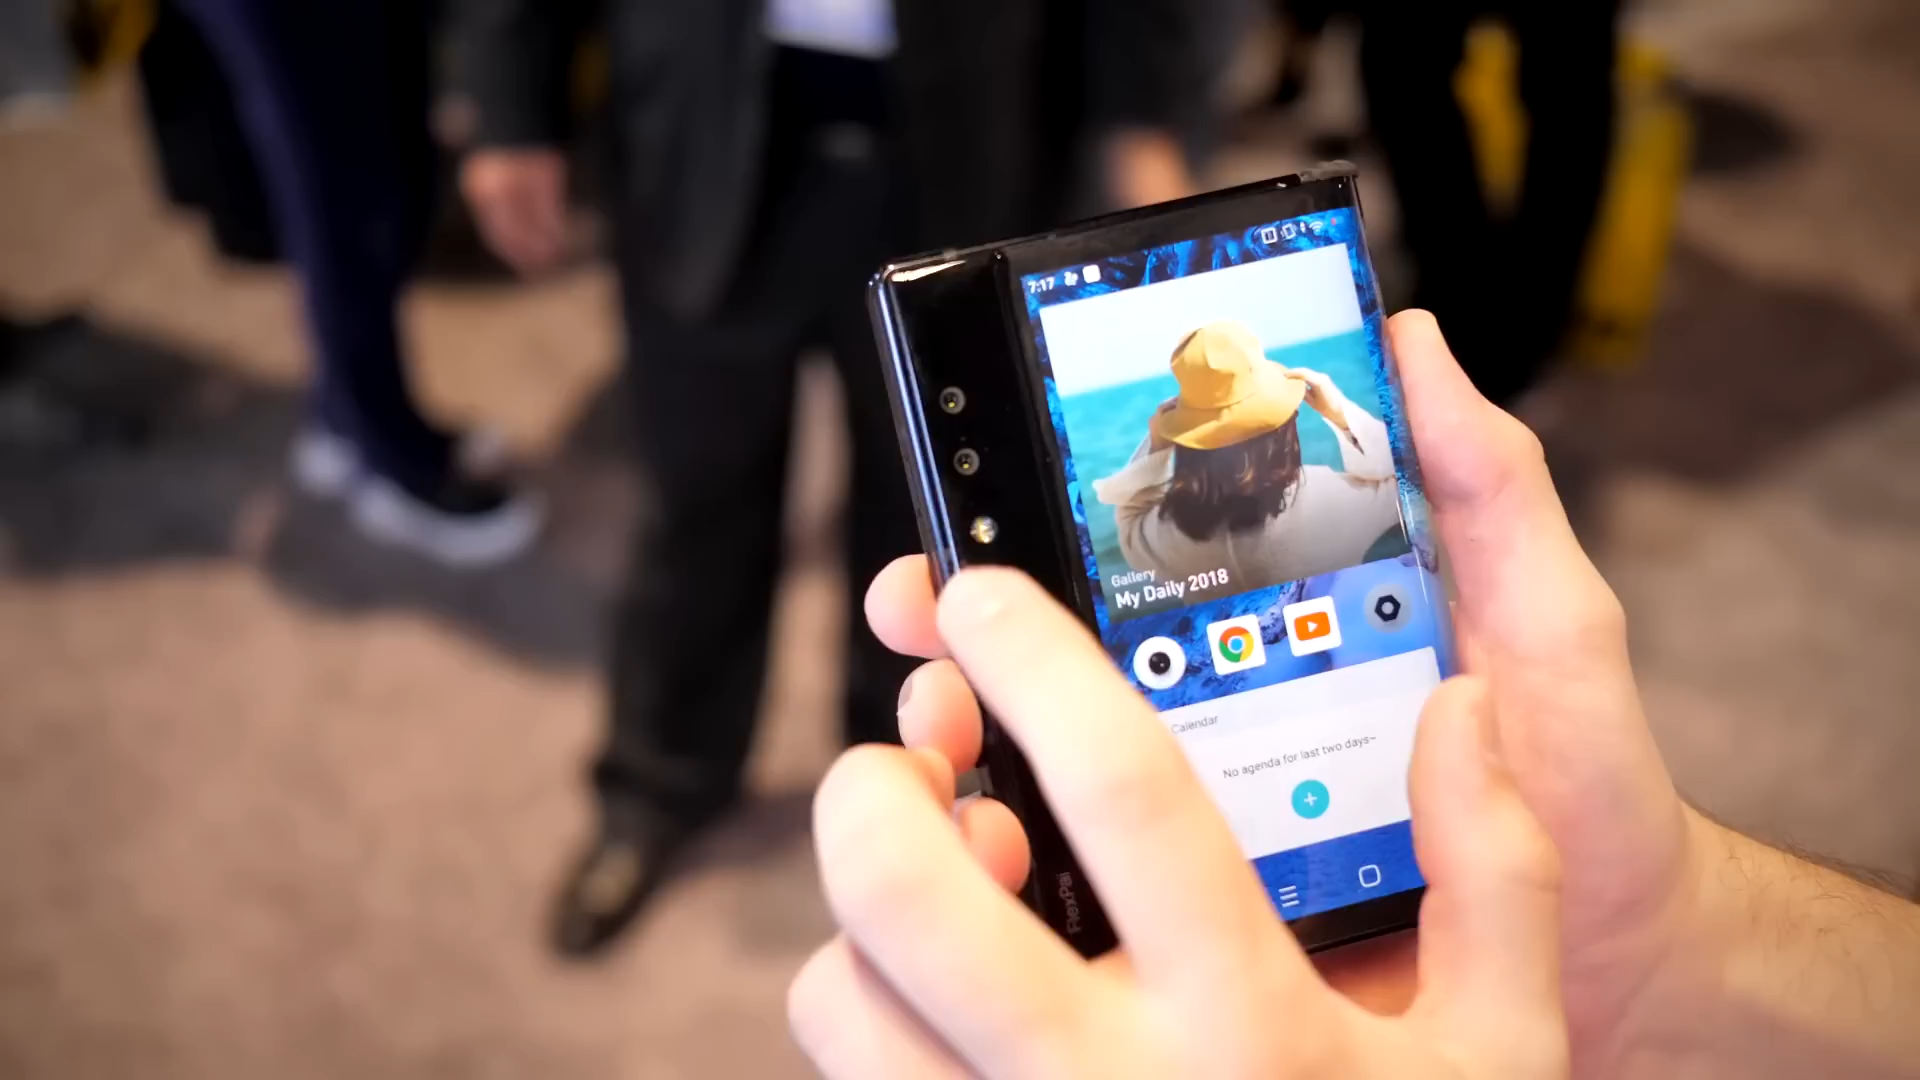 7:17
Gallery
My Daily 2018
Calendar
No agenda for last two days~
FlexPai